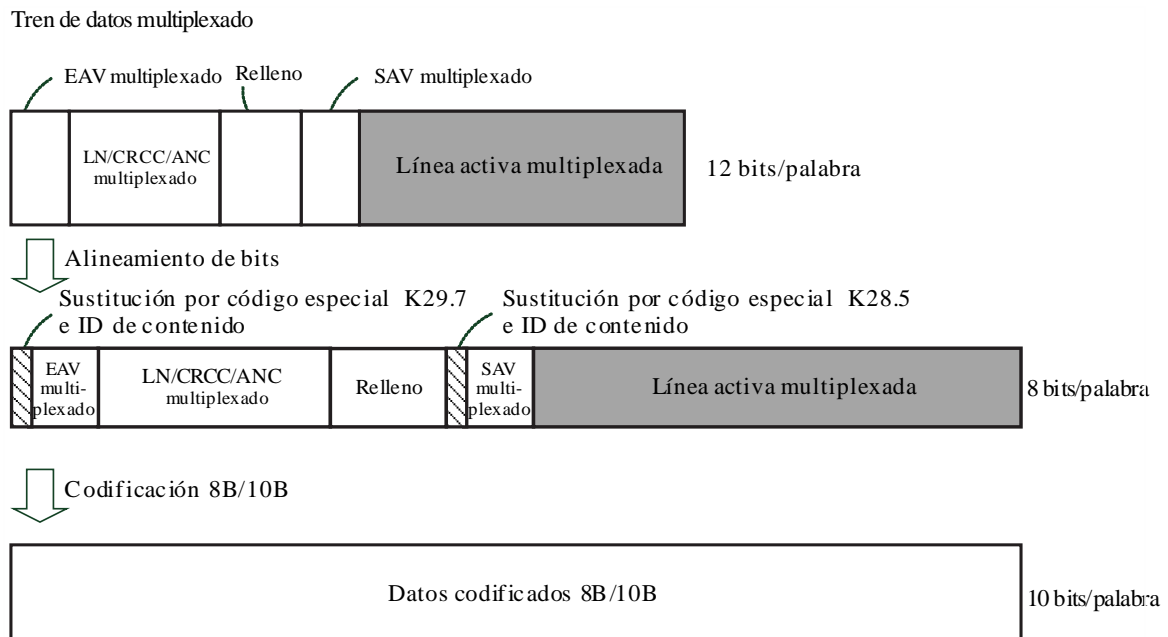 Tren de datos multiplexado
EAV multiplexado
Relleno
SAV multiplexado
LN/CRCC/ANC
multiplexado
Línea activa multiplexada
12 bits/palabra
Alineamiento de bits
Sustitución por código especial K29.7
e ID de contenido
Sustitución por código especial K28.5
e ID de contenido
EAV
multi-
plexado
LN/CRCC/ANC
multiplexado
Relleno
SAV
multi-
plexado
Línea activa multiplexada
8 bits/palabra
Codificación 8B/10B
Datos codificados 8B/10B
10 bits/palabra